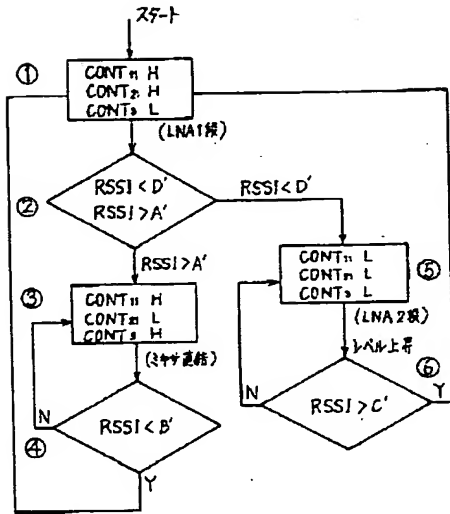 スタート
①
CONT₁₁ H
CONT₂₁ H
CONT₃ L
(LNA1段)
②
RSSI<D'
RSSI>A'
RSSI<D'
RSSI>A'
③
CONT₁₁ H
CONT₂₁ L
CONT₃ H
(ミキサ直結)
④
RSSI<B'
N
Y
⑤
CONT₁₁ L
CONT₂₁ L
CONT₃ L
(LNA2段)
レベル上昇
⑥
RSSI>C'
N
Y